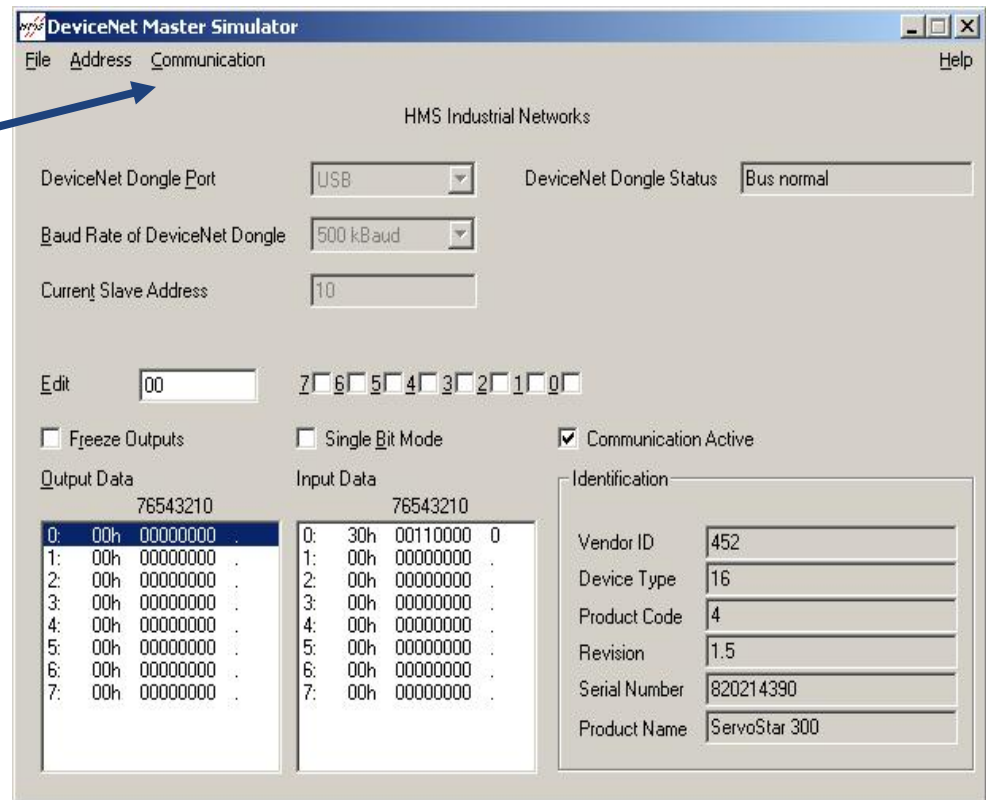 DeviceNet Master Simulator
File Address Communication Help
HMS Industrial Networks
DeviceNet Dongle Port USB DeviceNet Dongle Status Bus normal
Baud Rate of DeviceNet Dongle 500 kBaud
Current Slave Address 10
Edit 00 7 6 5 4 3 2 1 0
Freeze Outputs Single Bit Mode Communication Active
Output Data
76543210
0: 00h 00000000 .
1: 00h 00000000 .
2: 00h 00000000 .
3: 00h 00000000 .
4: 00h 00000000 .
5: 00h 00000000 .
6: 00h 00000000 .
7: 00h 00000000 .
Input Data
76543210
0: 30h 00110000 0
1: 00h 00000000 .
2: 00h 00000000 .
3: 00h 00000000 .
4: 00h 00000000 .
5: 00h 00000000 .
6: 00h 00000000 .
7: 00h 00000000 .
Identification
Vendor ID 452
Device Type 16
Product Code 4
Revision 1.5
Serial Number 820214390
Product Name ServoStar 300